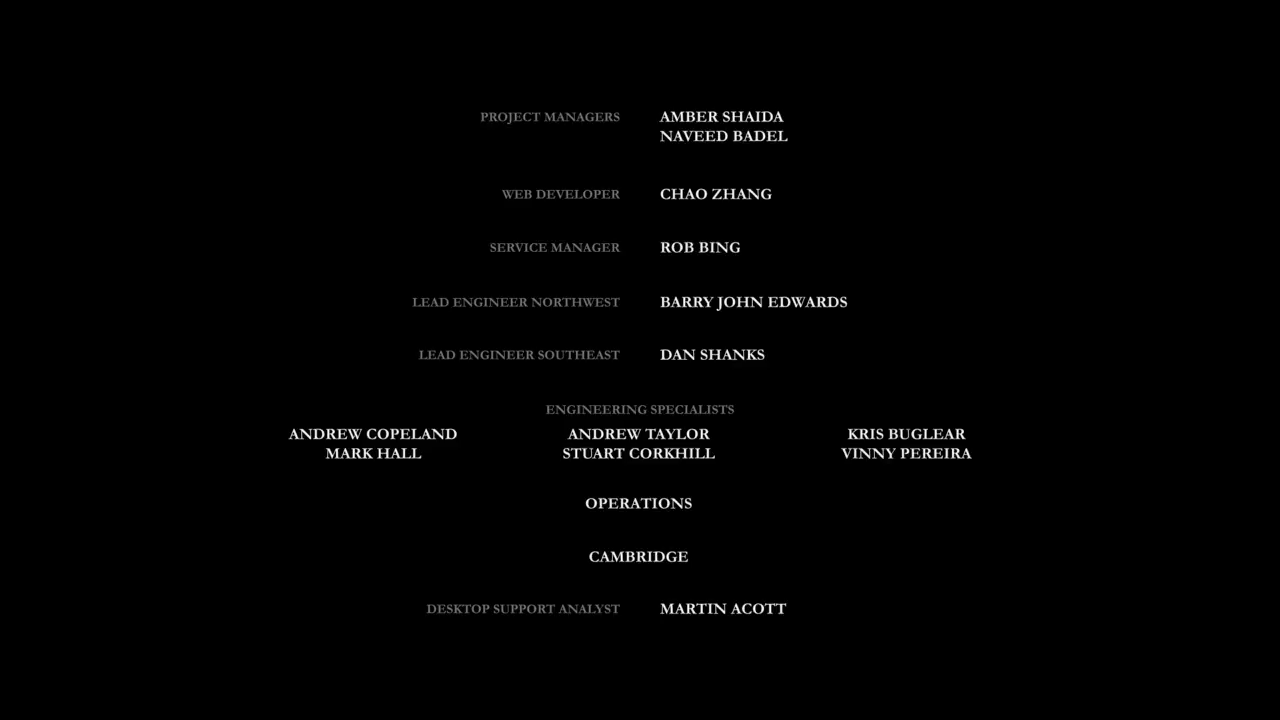 PROJECT MANAGERS AMBER SHAIDA
NAVEED BADEL
WEB DEVELOPER CHAO ZHANG
SERVICE MANAGER ROB BING
LEAD ENGINEER NORTHWEST BARRY JOHN EDWARDS
LEAD ENGINEER SOUTHEAST DAN SHANKS
ENGINEERING SPECIALISTS
ANDREW COPELAND ANDREW TAYLOR KRIS BUGLEAR
MARK HALL STUART CORKHILL VINNY PEREIRA
OPERATIONS
CAMBRIDGE
DESKTOP SUPPORT ANALYST MARTIN ACOTT